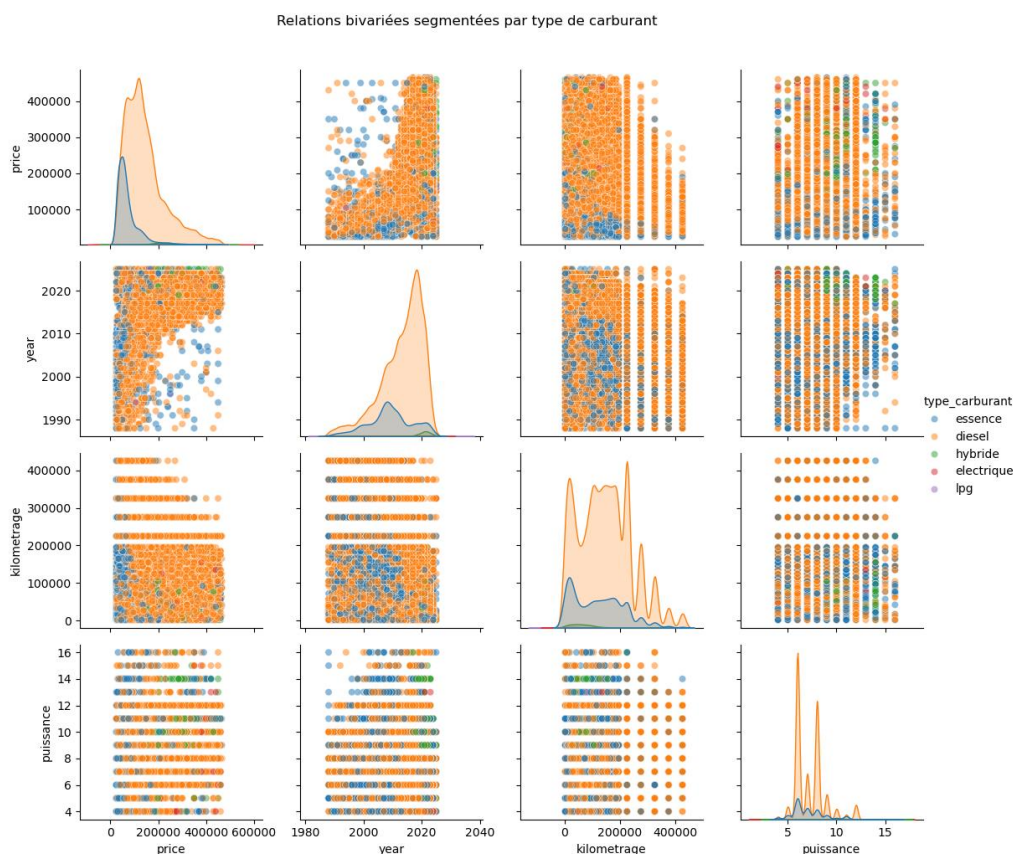 Relations bivariées segmentées par type de carburant
400000
300000
200000
100000
price
2020
2010
2000
1990
year
type_carburant
essence
diesel
hybride
electrique
lpg
400000
300000
200000
100000
0
kilometrage
16
14
12
10
8
6
4
puissance
0 200000 400000 600000 1980 2000 2020 2040 0 200000 400000 5 10 15
price year kilometrage puissance